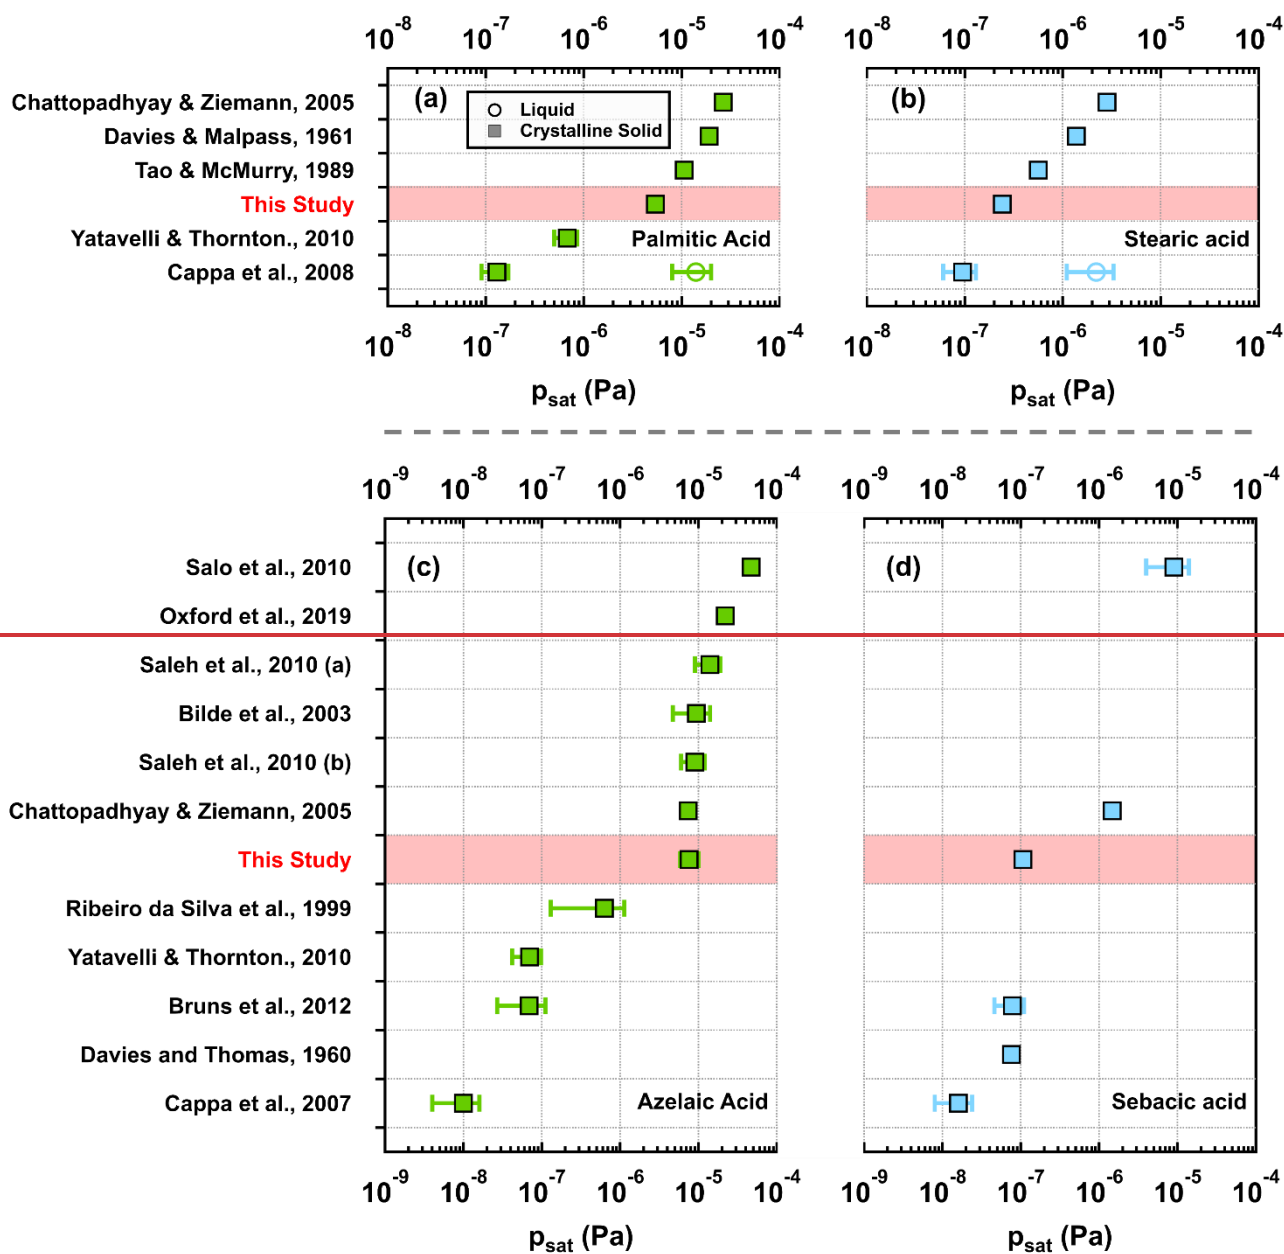 10^-8 10^-7 10^-6 10^-5 10^-4 10^-8 10^-7 10^-6 10^-5 10^-4
(a) (b)
Liquid
Crystalline Solid
Chattopadhyay & Ziemann, 2005
Davies & Malpass, 1961
Tao & McMurry, 1989
This Study
Yatavelli & Thornton., 2010
Palmitic Acid Stearic acid
Cappa et al., 2008
10^-8 10^-7 10^-6 10^-5 10^-4 10^-8 10^-7 10^-6 10^-5 10^-4
p_sat (Pa) p_sat (Pa)
10^-9 10^-8 10^-7 10^-6 10^-5 10^-4 10^-9 10^-8 10^-7 10^-6 10^-5 10^-4
(c) (d)
Salo et al., 2010
Oxford et al., 2019
Saleh et al., 2010 (a)
Bilde et al., 2003
Saleh et al., 2010 (b)
Chattopadhyay & Ziemann, 2005
This Study
Ribeiro da Silva et al., 1999
Yatavelli & Thornton., 2010
Bruns et al., 2012
Davies and Thomas, 1960
Cappa et al., 2007
Azelaic Acid Sebacic acid
10^-9 10^-8 10^-7 10^-6 10^-5 10^-4 10^-9 10^-8 10^-7 10^-6 10^-5 10^-4
p_sat (Pa) p_sat (Pa)